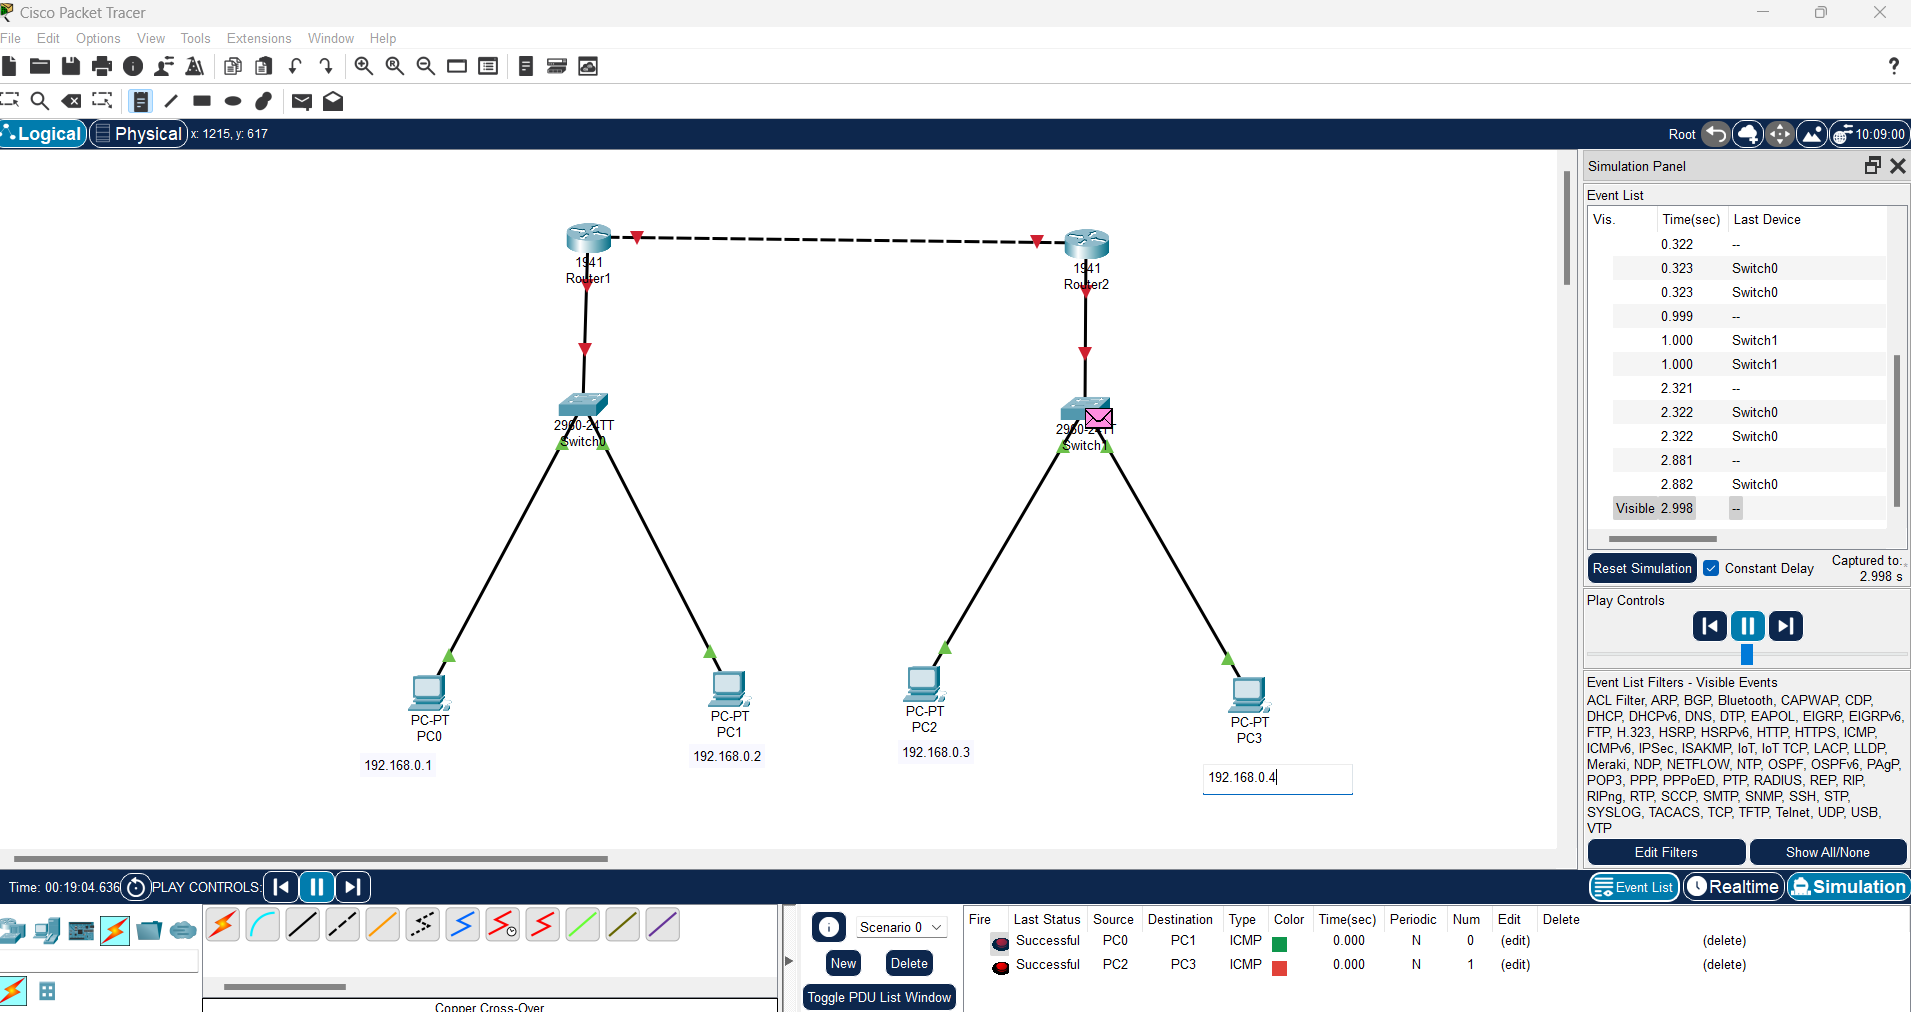 Cisco Packet Tracer
File Edit Options View Tools Extensions Window Help
Logical Physical x: 1215, y: 617
Root 10:09:00
Simulation Panel
Event List
Vis. Time(sec) Last Device
0.322 --
0.323 Switch0
0.323 Switch0
0.999 --
1.000 Switch1
1.000 Switch1
2.321 --
2.322 Switch0
2.322 Switch0
2.881 --
2.882 Switch0
Visible 2.998 --
Reset Simulation Constant Delay Captured to:
2.998 s
Play Controls
Event List Filters - Visible Events
ACL Filter, ARP, BGP, Bluetooth, CAPWAP, CDP,
DHCP, DHCPv6, DNS, DTP, EAPOL, EIGRP, EIGRPv6,
FTP, H.323, HSRP, HSRPv6, HTTP, HTTPS, ICMP,
ICMPv6, IPSec, ISAKMP, IoT, IoT TCP, LACP, LLDP,
Meraki, NDP, NETFLOW, NTP, OSPF, OSPFv6, PAgP,
POP3, PPP, PPPoED, PTP, RADIUS, REP, RIP,
RIPng, RTP, SCCP, SMTP, SNMP, SSH, STP,
SYSLOG, TACACS, TCP, TFTP, Telnet, UDP, USB,
VTP
Edit Filters Show All/None
1941
Router1
1941
Router2
2960-24TT
Switch0
2960-24TT
Switch1
PC-PT
PC0
192.168.0.1
PC-PT
PC1
192.168.0.2
PC-PT
PC2
192.168.0.3
PC-PT
PC3
192.168.0.4
Time: 00:19:04.636 PLAY CONTROLS:
Event List Realtime Simulation
Scenario 0
New Delete
Toggle PDU List Window
Copper Cross-Over
Fire Last Status Source Destination Type Color Time(sec) Periodic Num Edit Delete
Successful PC0 PC1 ICMP 0.000 N 0 (edit) (delete)
Successful PC2 PC3 ICMP 0.000 N 1 (edit) (delete)